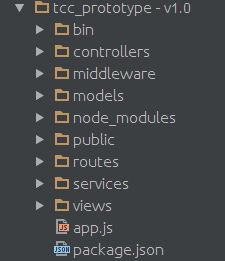 tcc_prototype - v1.0
bin
controllers
middleware
models
node_modules
public
routes
services
views
JS app.js
JSON package.json